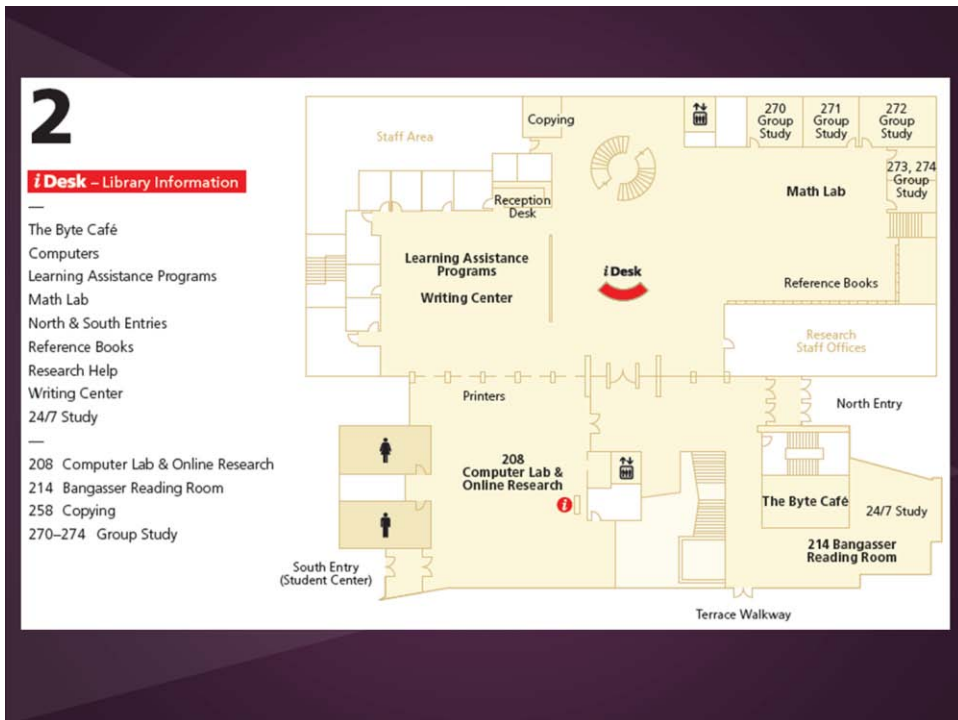 2
i Desk – Library Information
—
The Byte Café
Computers
Learning Assistance Programs
Math Lab
North & South Entries
Reference Books
Research Help
Writing Center
24/7 Study
—
208 Computer Lab & Online Research
214 Bangasser Reading Room
258 Copying
270–274 Group Study
Staff Area
Copying
270
Group
Study
271
Group
Study
272
Group
Study
273, 274
Group
Study
Math Lab
Reception
Desk
Learning Assistance
Programs
Writing Center
i Desk
Reference Books
Research
Staff Offices
Printers
North Entry
208
Computer Lab &
Online Research
i
The Byte Café
24/7 Study
214 Bangasser
Reading Room
South Entry
(Student Center)
Terrace Walkway